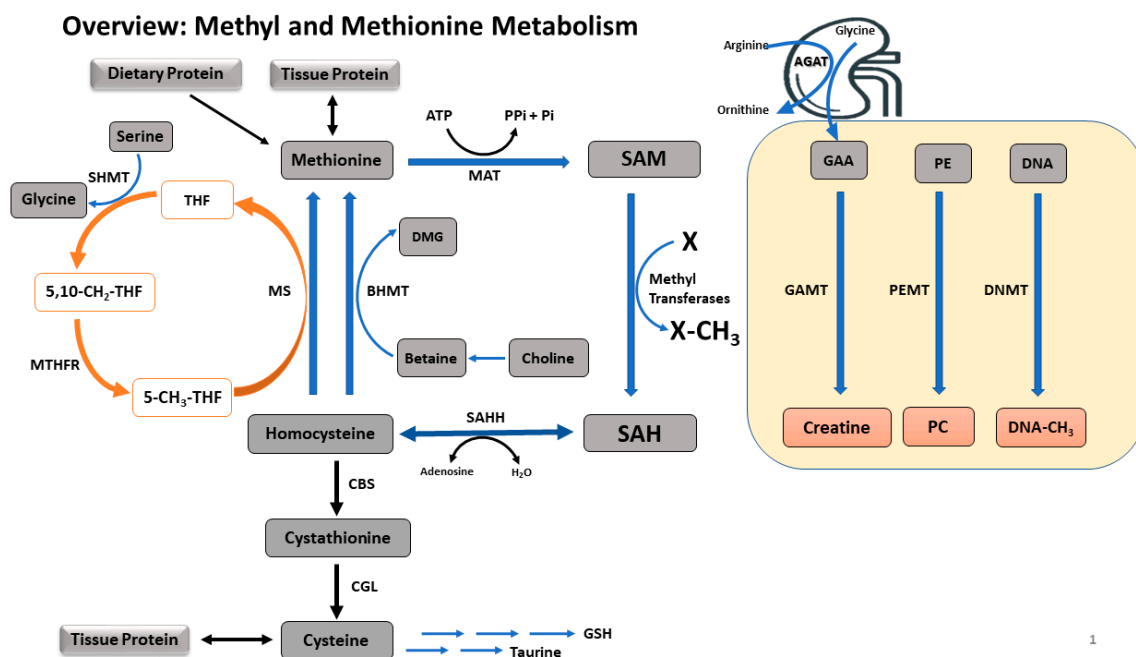 Overview: Methyl and Methionine Metabolism
Dietary Protein
Tissue Protein
Serine
SHMT
Glycine
THF
5,10-CH₂-THF
MTHFR
5-CH₃-THF
MS
Methionine
ATP
PPi + Pi
MAT
SAM
DMG
BHMT
Betaine
Choline
X
Methyl
Transferases
X-CH₃
Homocysteine
SAHH
SAH
Adenosine
H₂O
CBS
Cystathionine
CGL
Tissue Protein
Cysteine
GSH
Taurine
Arginine
Glycine
AGAT
Ornithine
GAA
PE
DNA
GAMT
PEMT
DNMT
Creatine
PC
DNA-CH₃
1